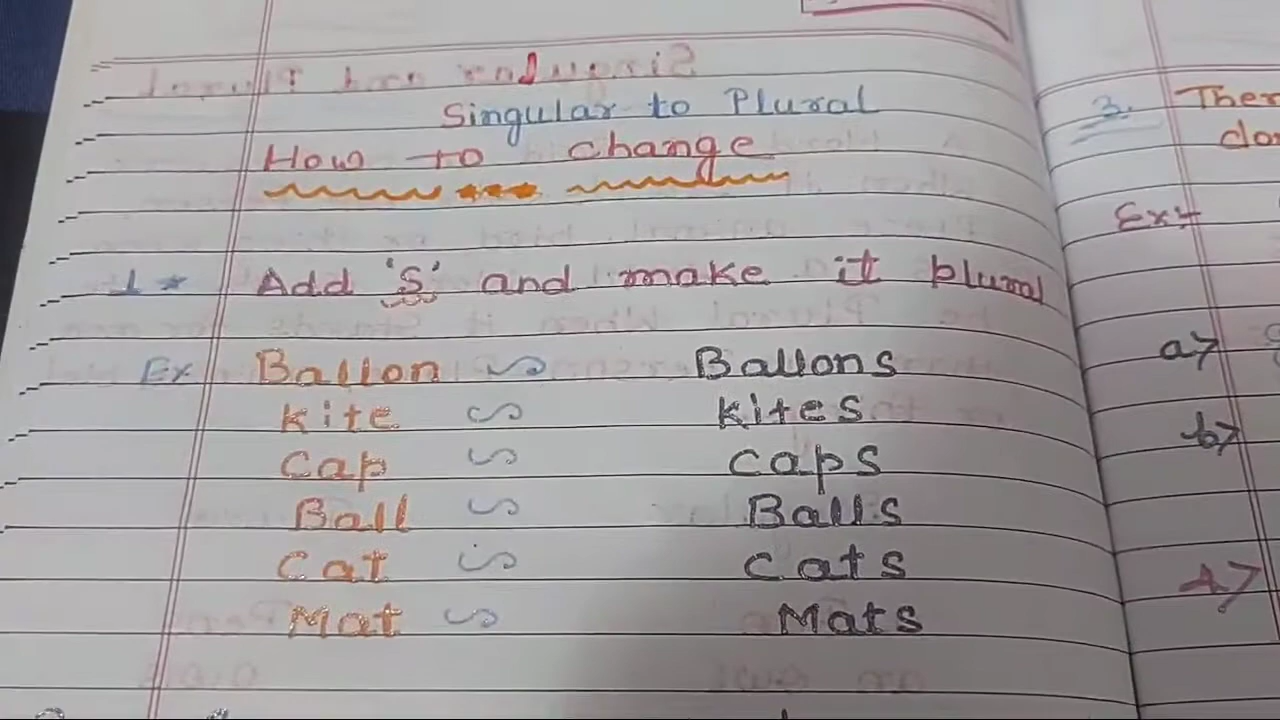 Singular to Plural
How to change
1* Add 'S' and make it plural
Ex Ballon ~ Ballons
Kite ~ Kites
Cap ~ Caps
Ball ~ Balls
Cat ~ Cats
Mat ~ Mats
3.
Ex:-
a>
b>